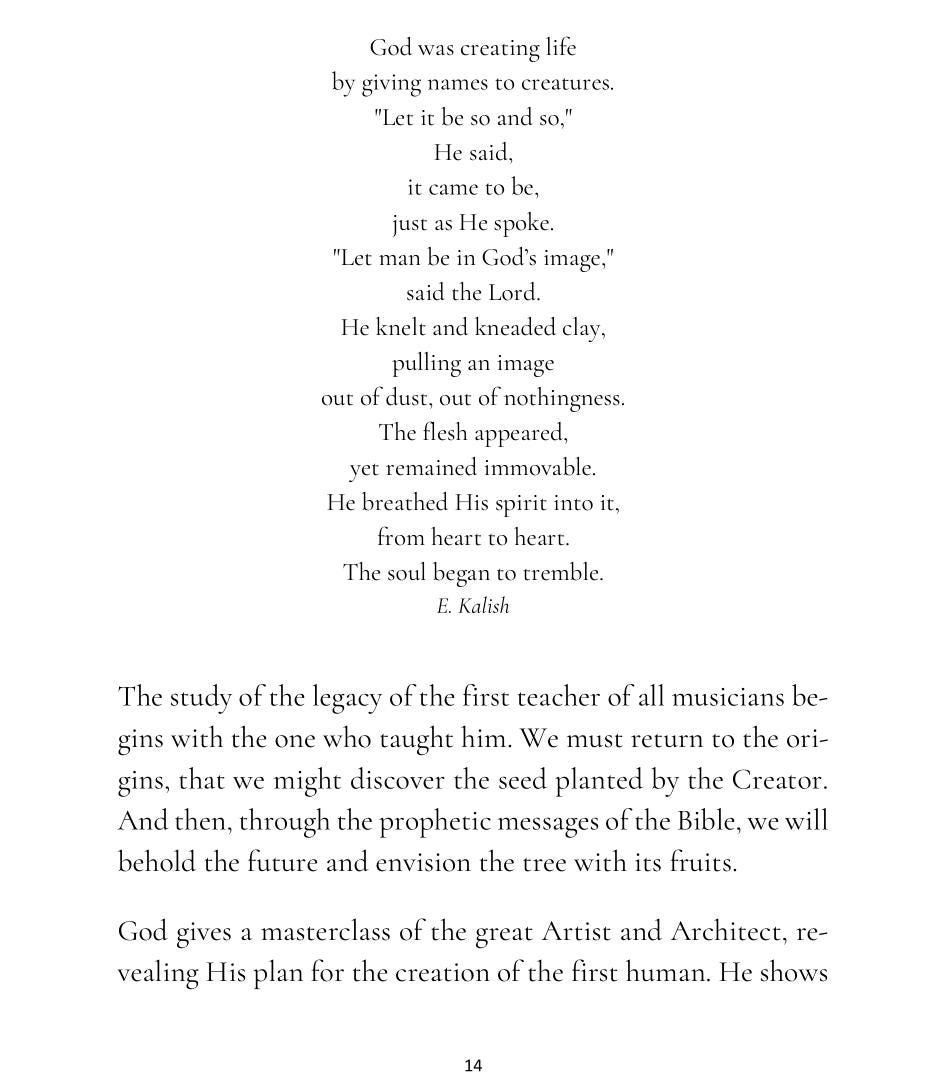 God was creating life
by giving names to creatures.
"Let it be so and so,"
He said,
it came to be,
just as He spoke.
"Let man be in God’s image,"
said the Lord.
He knelt and kneaded clay,
pulling an image
out of dust, out of nothingness.
The flesh appeared,
yet remained immovable.
He breathed His spirit into it,
from heart to heart.
The soul began to tremble.
E. Kalish
The study of the legacy of the first teacher of all musicians be-
gins with the one who taught him. We must return to the ori-
gins, that we might discover the seed planted by the Creator.
And then, through the prophetic messages of the Bible, we will
behold the future and envision the tree with its fruits.
God gives a masterclass of the great Artist and Architect, re-
vealing His plan for the creation of the first human. He shows
14